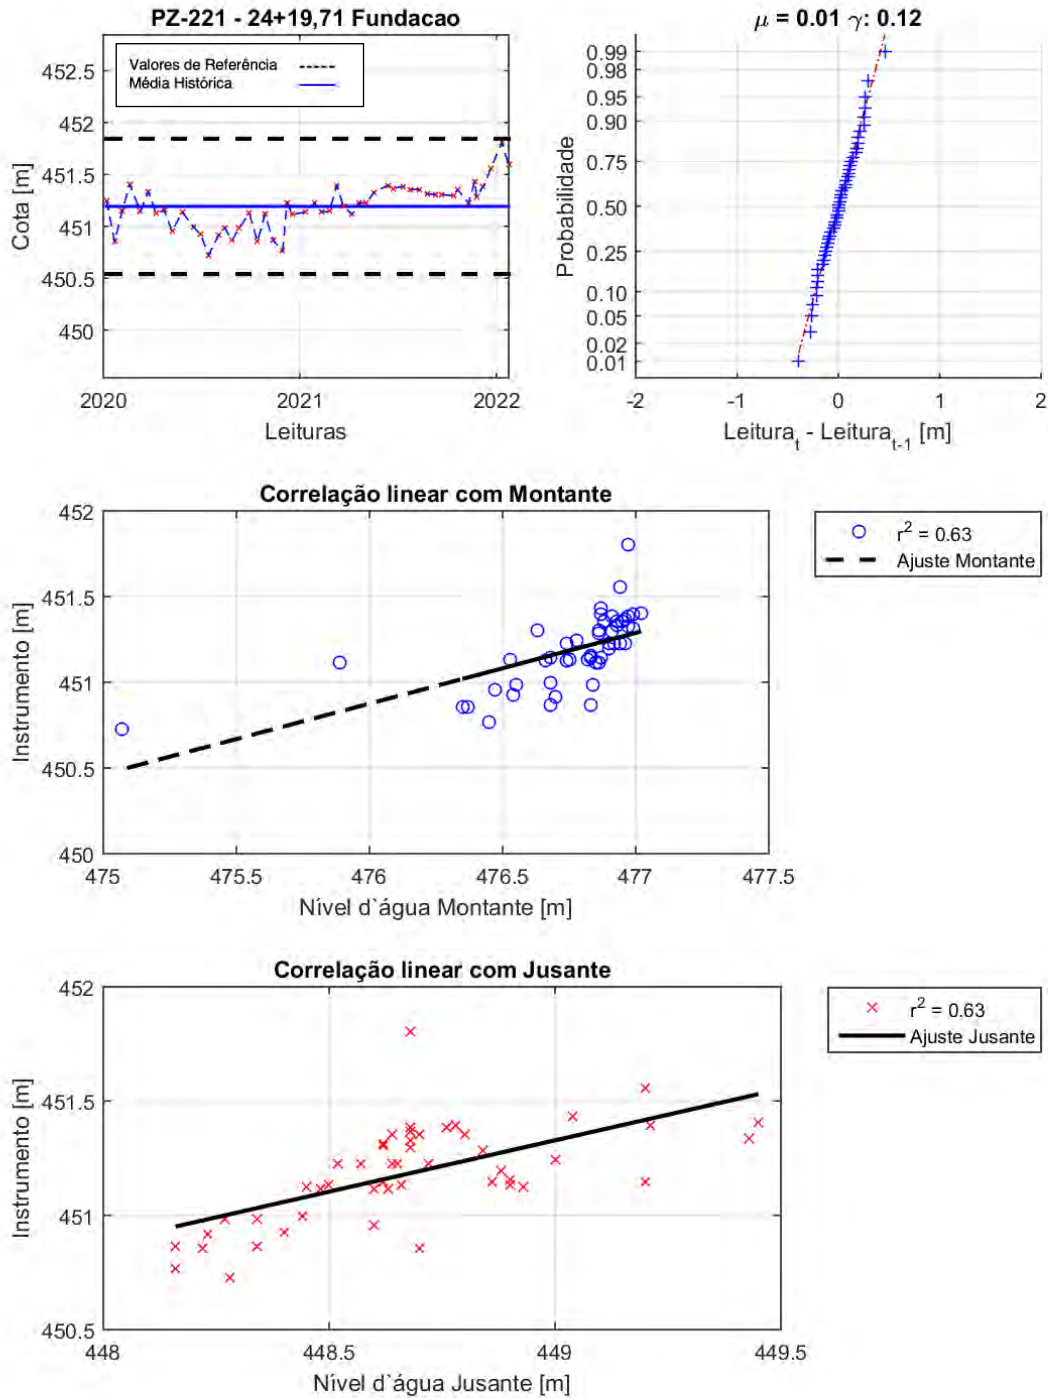 PZ-221 - 24+19,71 Fundacao
Valores de Referência
Média Histórica
452.5
452
451.5
451
450.5
450
Cota [m]
2020
2021
2022
Leituras
μ = 0.01 γ: 0.12
0.99
0.98
0.95
0.90
0.75
0.50
0.25
0.10
0.05
0.02
0.01
Probabilidade
-2
-1
0
1
2
Leitura_t - Leitura_t-1 [m]
Correlação linear com Montante
452
451.5
451
450.5
450
Instrumento [m]
475
475.5
476
476.5
477
477.5
Nível d`água Montante [m]
r² = 0.63
Ajuste Montante
Correlação linear com Jusante
452
451.5
451
450.5
Instrumento [m]
448
448.5
449
449.5
Nível d`água Jusante [m]
r² = 0.63
Ajuste Jusante